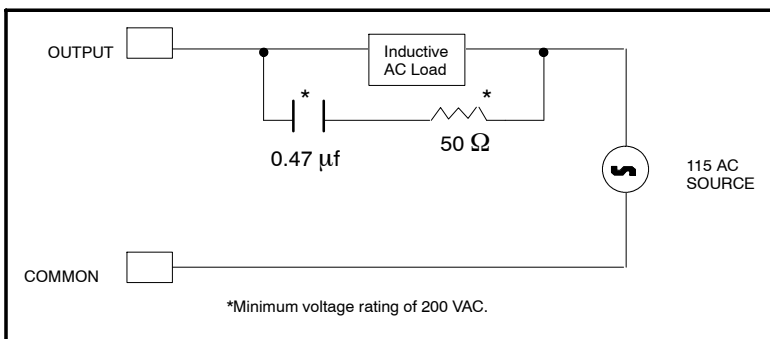 OUTPUT
Inductive
AC Load
*
*
0.47 μf
50 Ω
115 AC
SOURCE
COMMON
*Minimum voltage rating of 200 VAC.